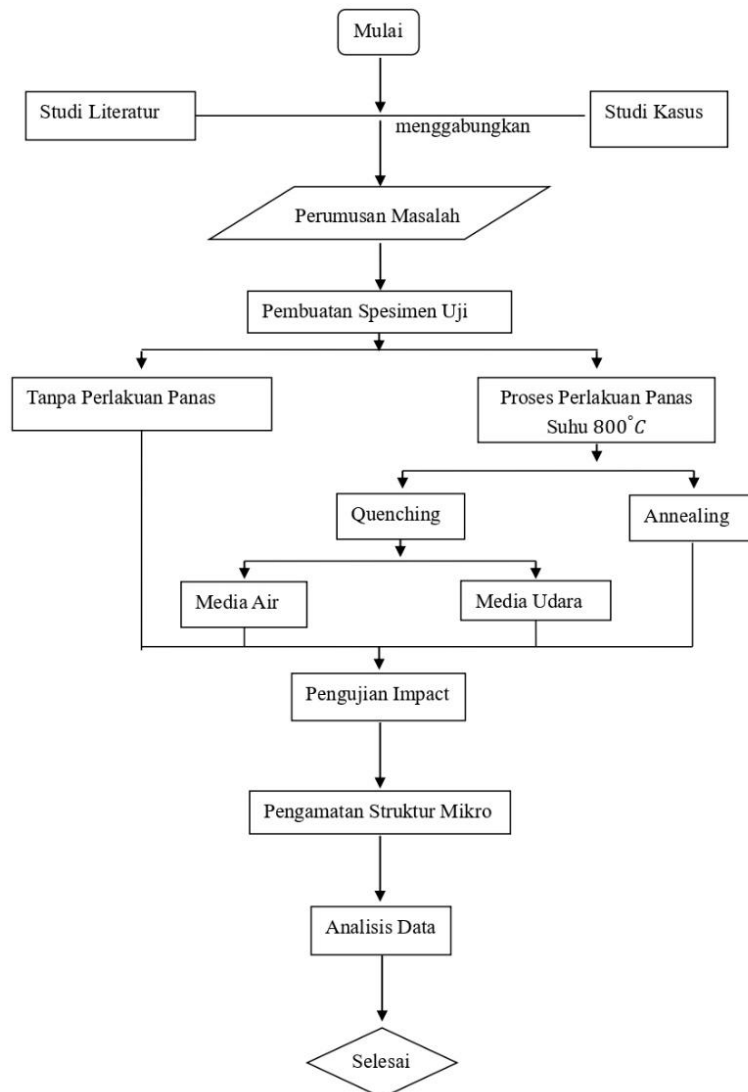 Mulai
Studi Literatur
Studi Kasus
menggabungkan
Perumusan Masalah
Pembuatan Spesimen Uji
Tanpa Perlakuan Panas
Proses Perlakuan Panas
Suhu 800°C
Quenching
Annealing
Media Air
Media Udara
Pengujian Impact
Pengamatan Struktur Mikro
Analisis Data
Selesai